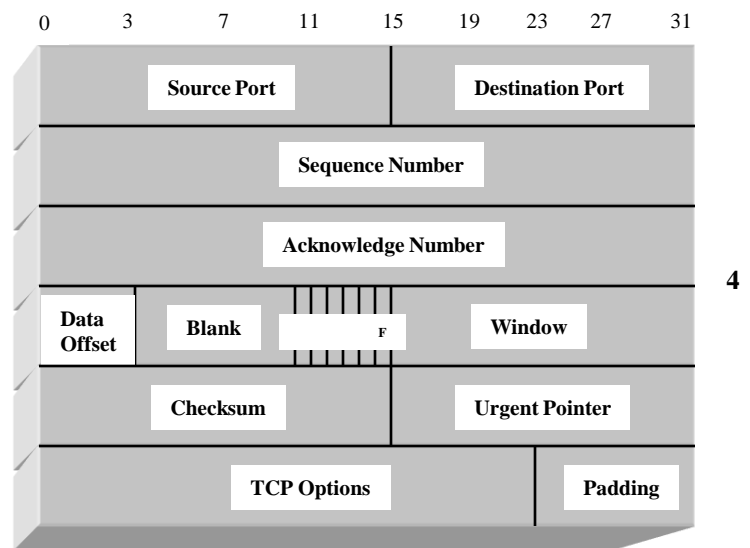 0 3 7 11 15 19 23 27 31
Source Port Destination Port
Sequence Number
Acknowledge Number
4
Data
Offset
Blank
F
Window
Checksum Urgent Pointer
TCP Options Padding